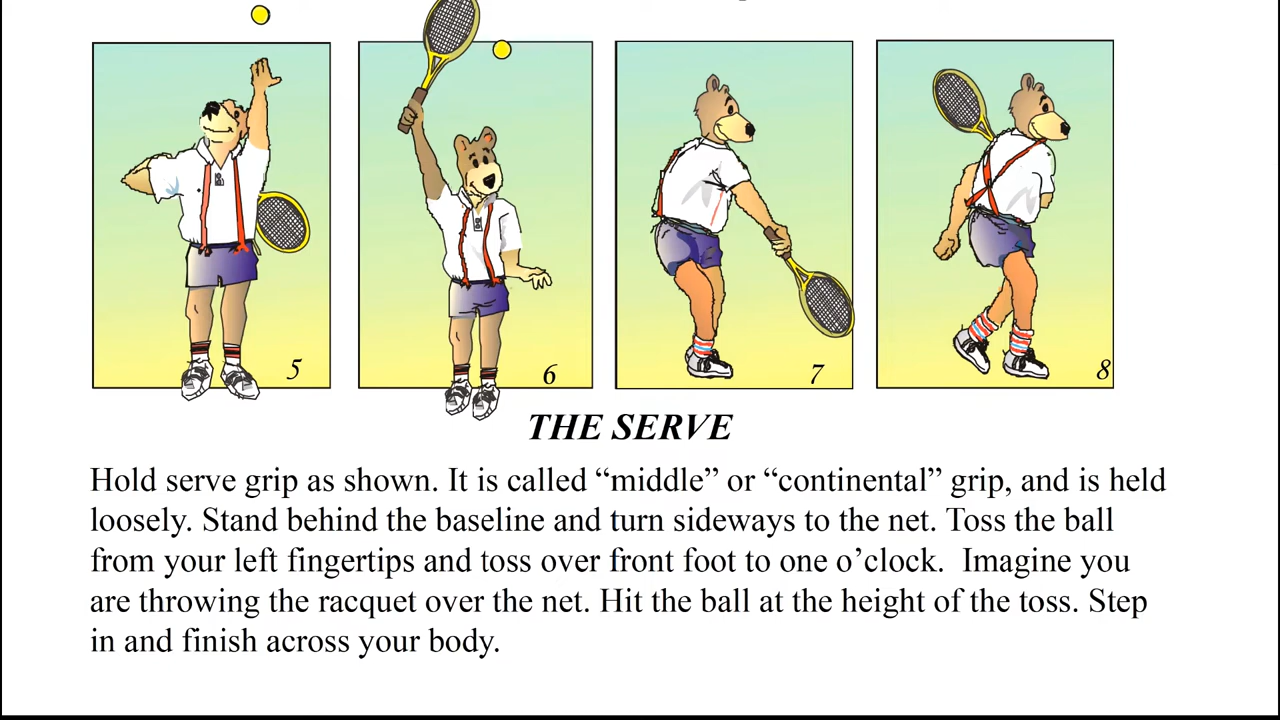 5
6
7
8
THE SERVE
Hold serve grip as shown. It is called “middle” or “continental” grip, and is held
loosely. Stand behind the baseline and turn sideways to the net. Toss the ball
from your left fingertips and toss over front foot to one o’clock.  Imagine you
are throwing the racquet over the net. Hit the ball at the height of the toss. Step
in and finish across your body.